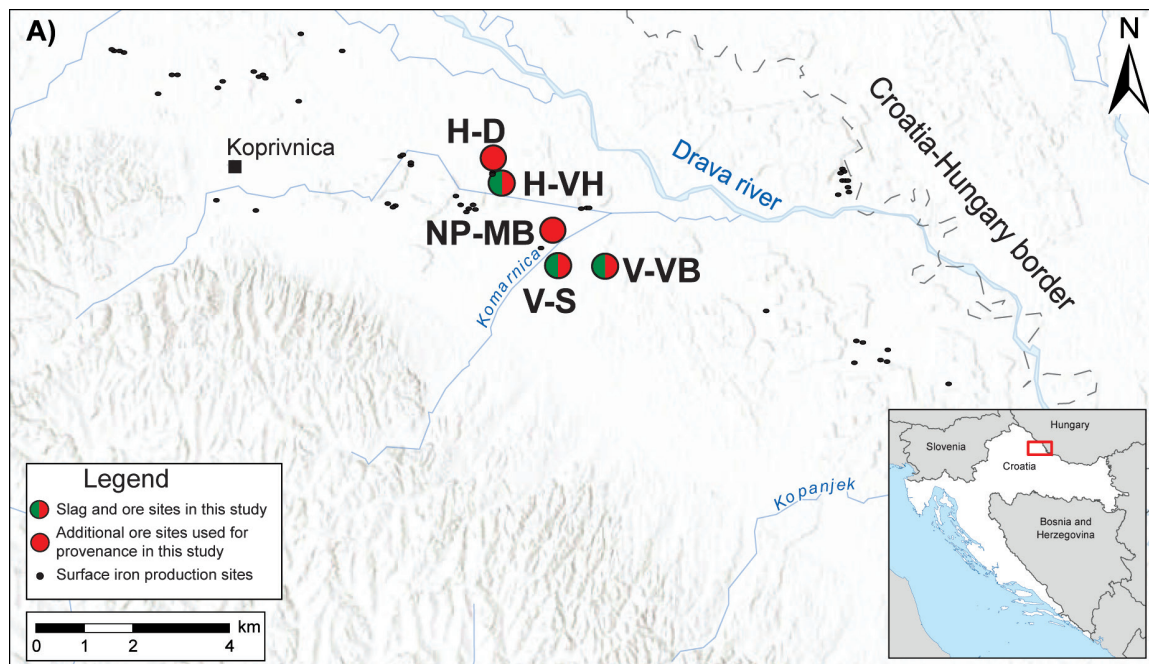 A)
N
Koprivnica
H-D
H-VH
NP-MB
V-S
V-VB
Drava river
Croatia-Hungary border
Komarnica
Kopanjek
Legend
Slag and ore sites in this study
Additional ore sites used for
provenance in this study
Surface iron production sites
km
0 1 2 4
Hungary
Slovenia
Croatia
Bosnia and
Herzegovina